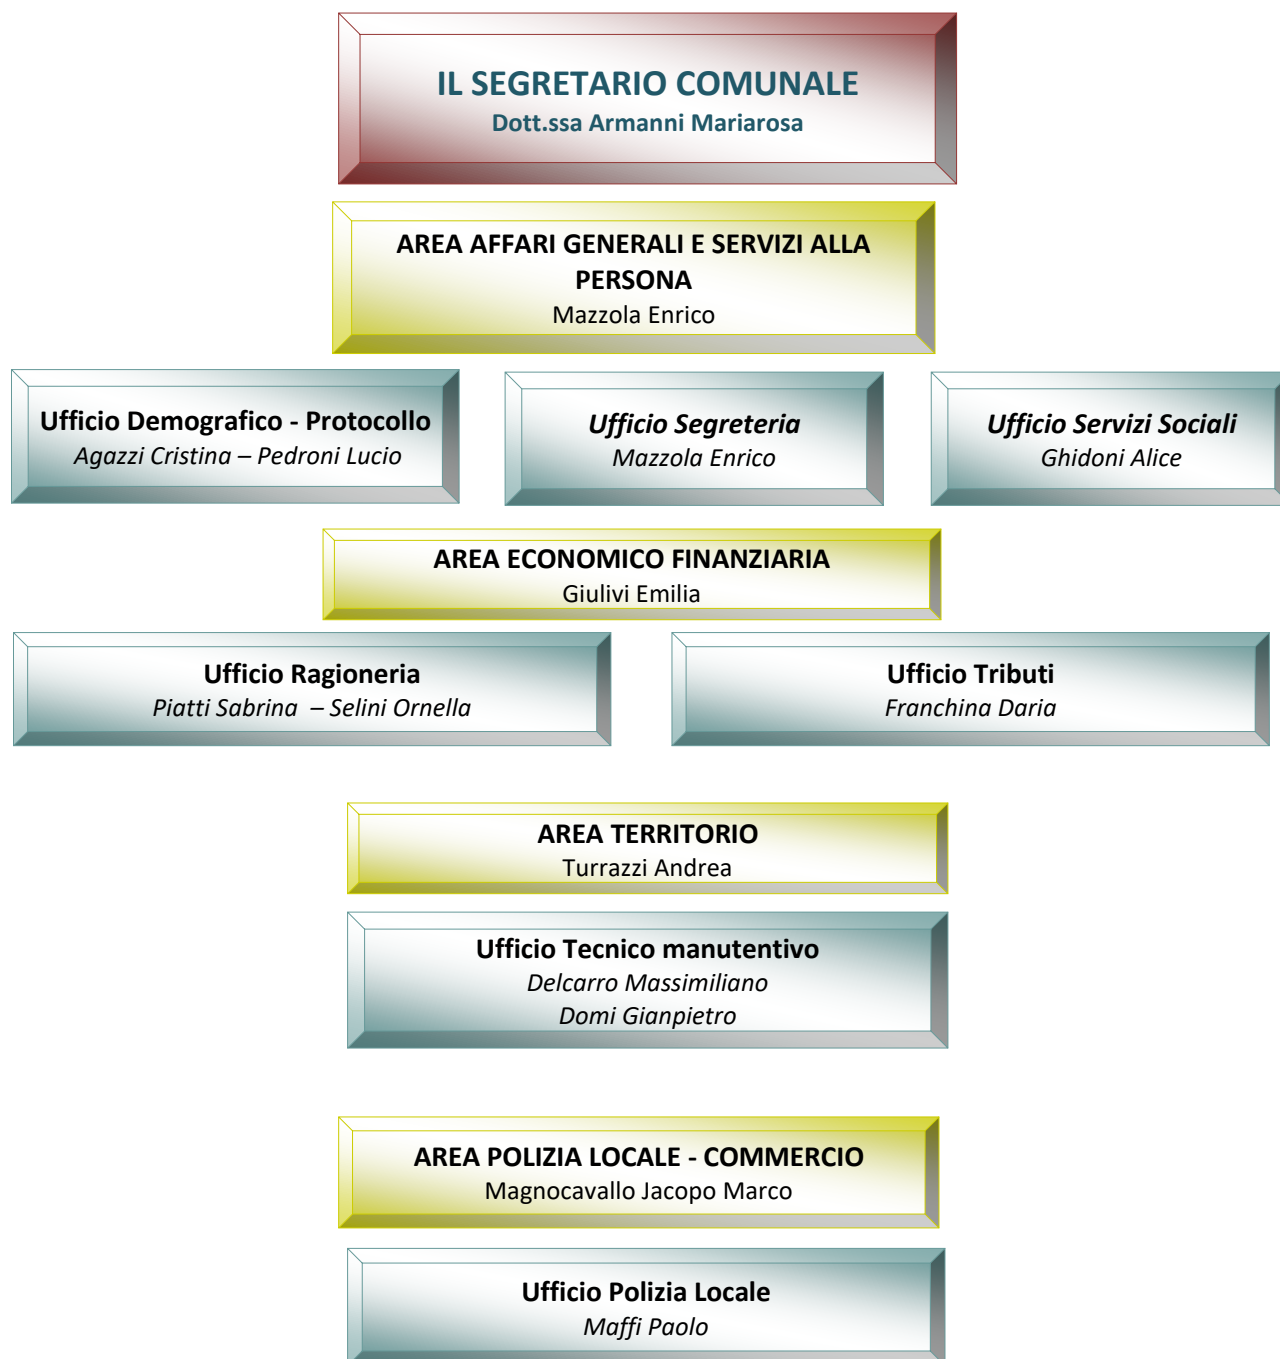 IL SEGRETARIO COMUNALE
Dott.ssa Armanni Mariarosa
AREA AFFARI GENERALI E SERVIZI ALLA
PERSONA
Mazzola Enrico
Ufficio Demografico - Protocollo
Agazzi Cristina – Pedroni Lucio
Ufficio Segreteria
Mazzola Enrico
Ufficio Servizi Sociali
Ghidoni Alice
AREA ECONOMICO FINANZIARIA
Giulivi Emilia
Ufficio Ragioneria
Piatti Sabrina – Selini Ornella
Ufficio Tributi
Franchina Daria
AREA TERRITORIO
Turrazzi Andrea
Ufficio Tecnico manutentivo
Delcarro Massimiliano
Domi Gianpietro
AREA POLIZIA LOCALE - COMMERCIO
Magnocavallo Jacopo Marco
Ufficio Polizia Locale
Maffi Paolo